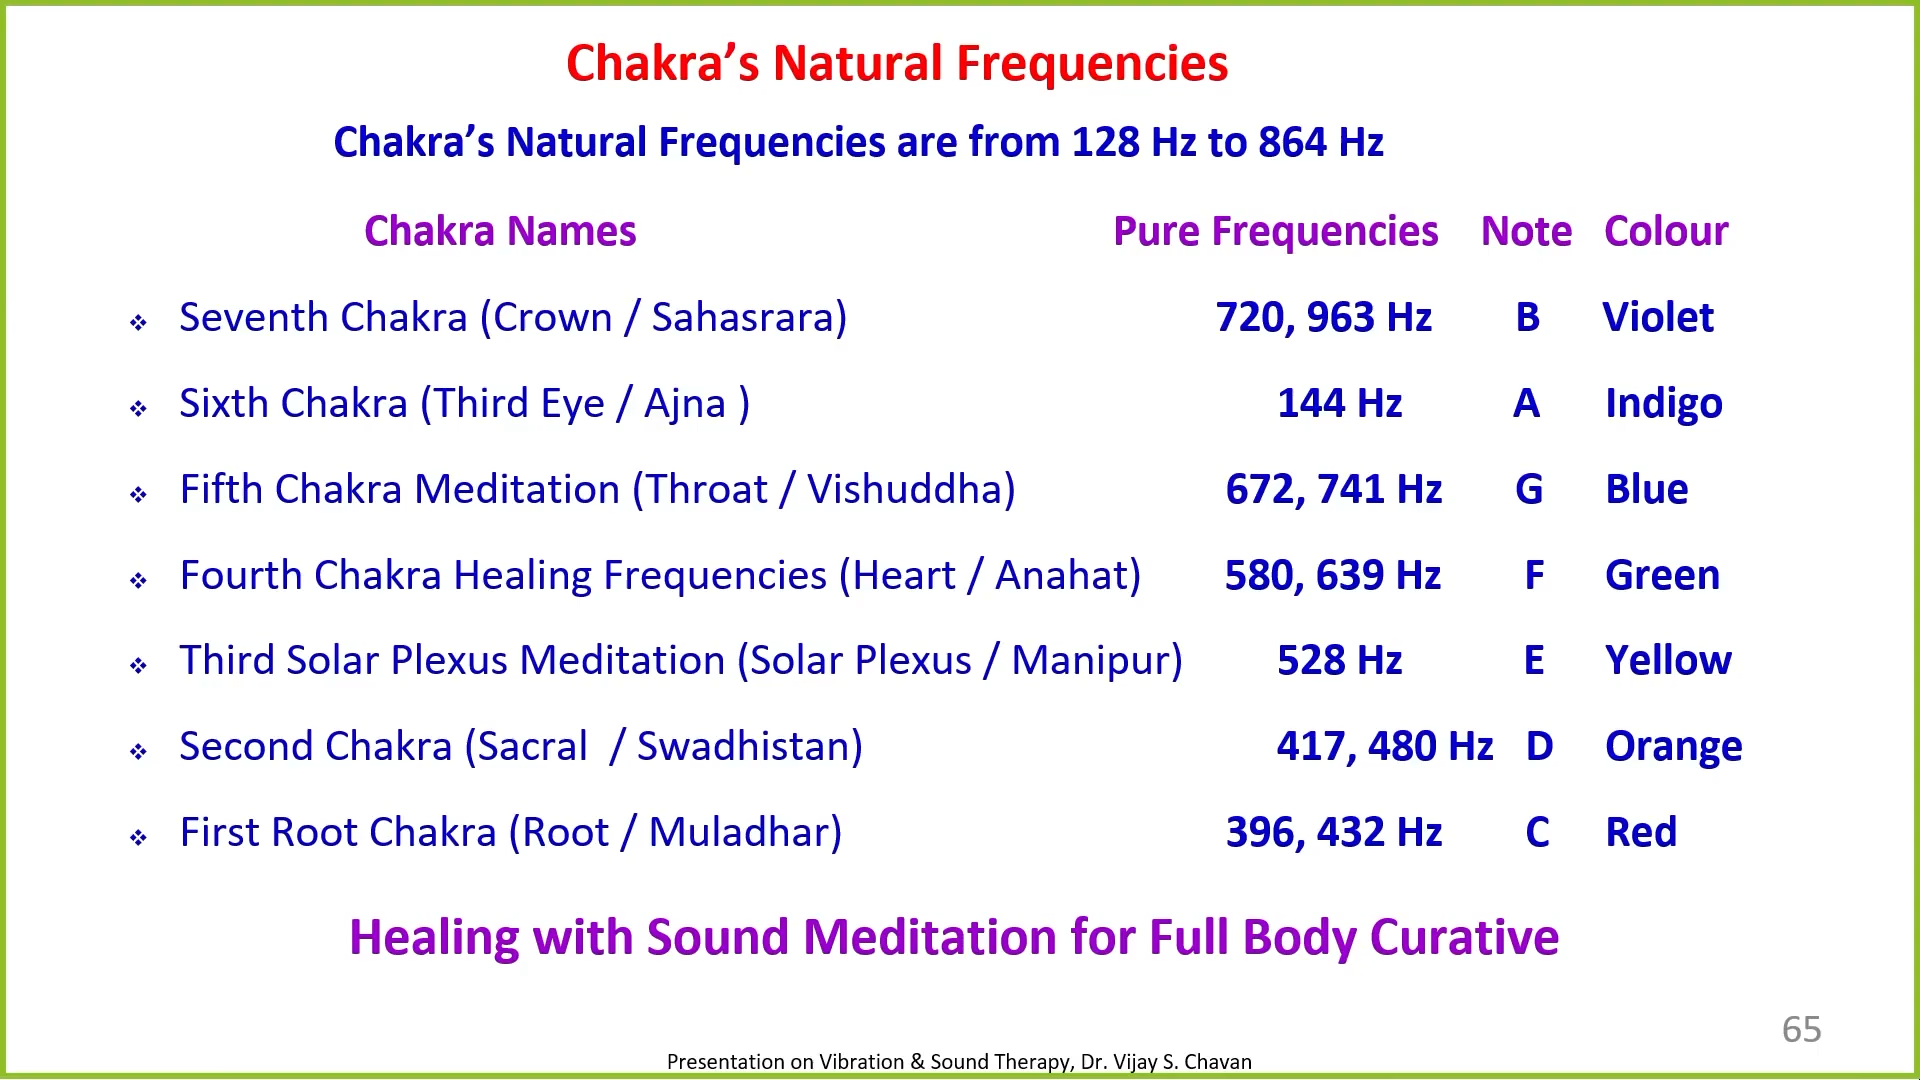 Chakra’s Natural Frequencies
Chakra’s Natural Frequencies are from 128 Hz to 864 Hz
Chakra Names Pure Frequencies Note Colour
❖ Seventh Chakra (Crown / Sahasrara) 720, 963 Hz B Violet
❖ Sixth Chakra (Third Eye / Ajna ) 144 Hz A Indigo
❖ Fifth Chakra Meditation (Throat / Vishuddha) 672, 741 Hz G Blue
❖ Fourth Chakra Healing Frequencies (Heart / Anahat) 580, 639 Hz F Green
❖ Third Solar Plexus Meditation (Solar Plexus / Manipur) 528 Hz E Yellow
❖ Second Chakra (Sacral / Swadhistan) 417, 480 Hz D Orange
❖ First Root Chakra (Root / Muladhar) 396, 432 Hz C Red
Healing with Sound Meditation for Full Body Curative
65
Presentation on Vibration & Sound Therapy, Dr. Vijay S. Chavan